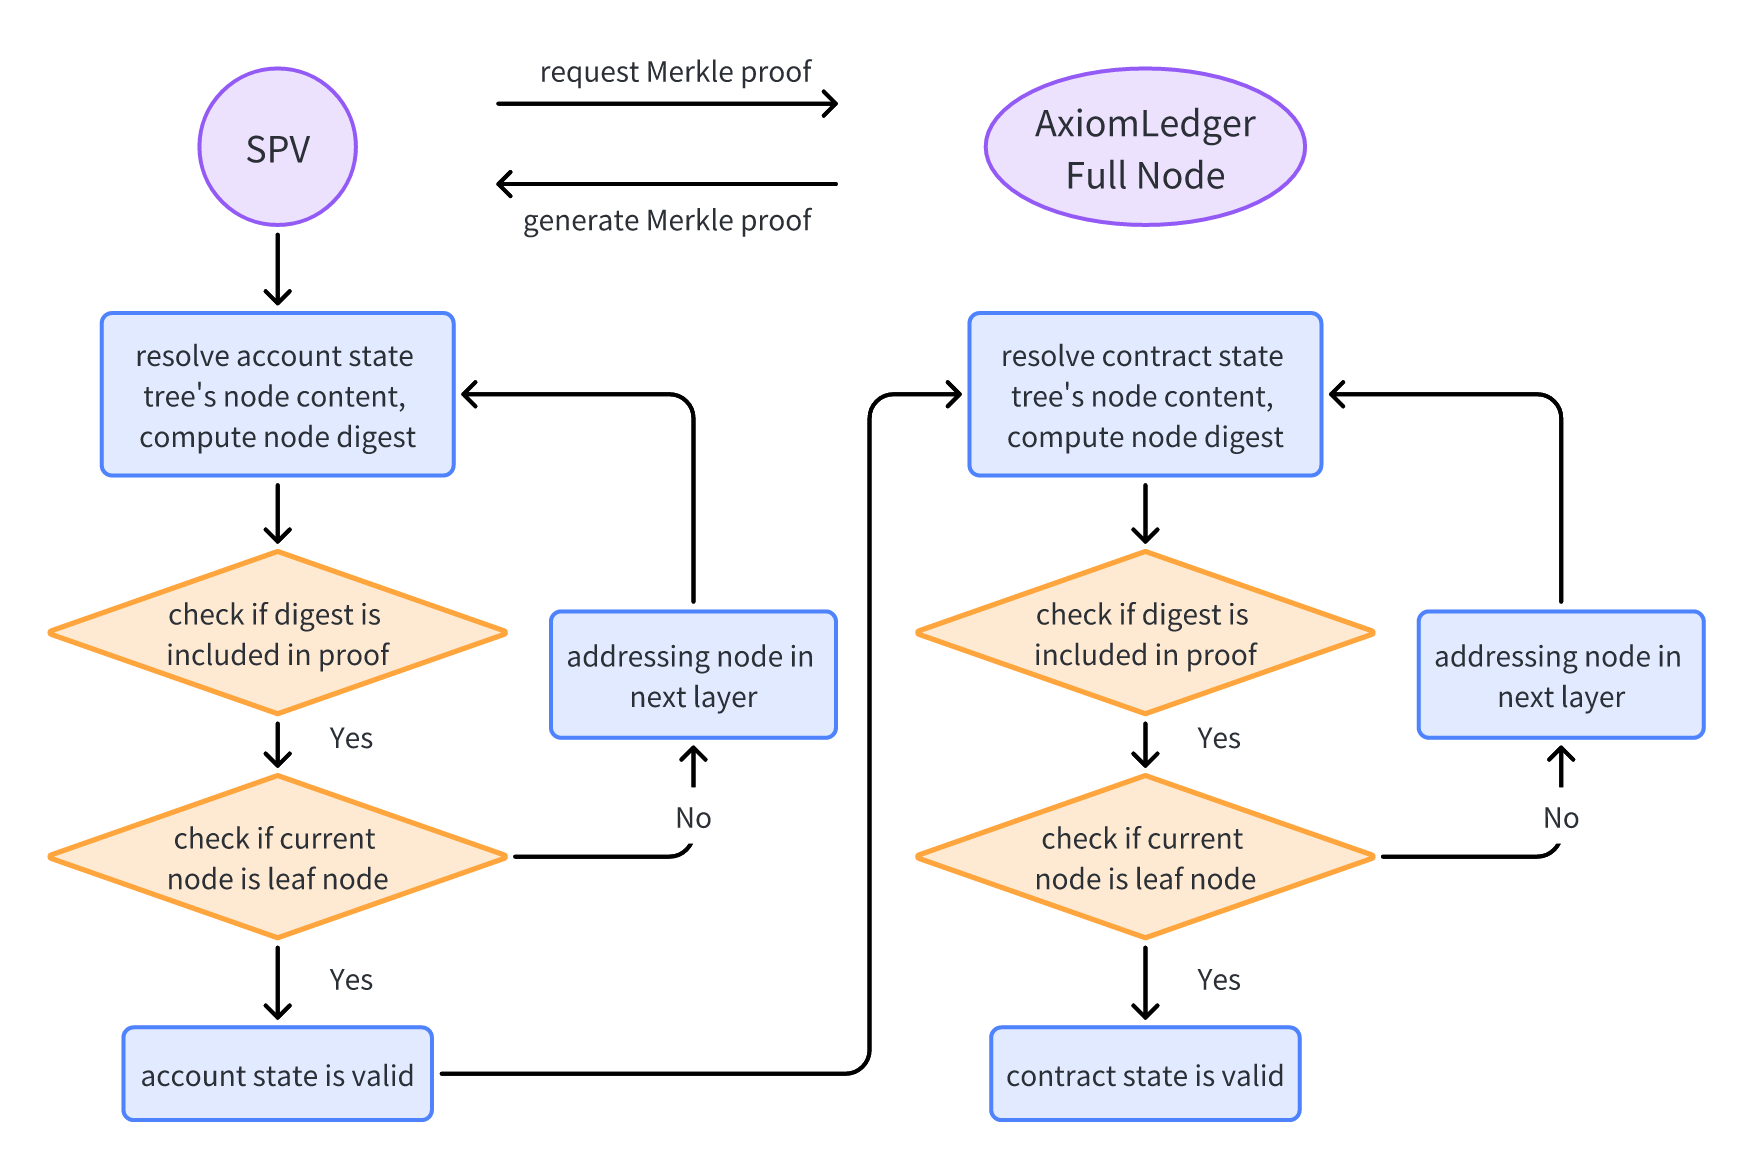 request Merkle proof
SPV
AxiomLedger
Full Node
generate Merkle proof
resolve account state
tree's node content,
compute node digest
check if digest is
included in proof
addressing node in
next layer
Yes
No
check if current
node is leaf node
Yes
account state is valid
resolve contract state
tree's node content,
compute node digest
check if digest is
included in proof
addressing node in
next layer
Yes
No
check if current
node is leaf node
Yes
contract state is valid